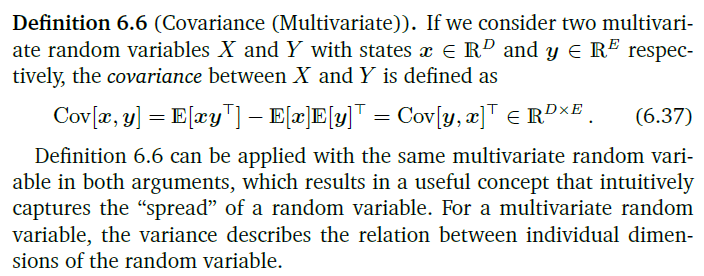 Definition 6.6 (Covariance (Multivariate)). If we consider two multivari-
ate random variables X and Y with states x ∈ ℝᴰ and y ∈ ℝᴱ respec-
tively, the covariance between X and Y is defined as
Cov[x, y] = 𝔼[xy⊤] − 𝔼[x]𝔼[y]⊤ = Cov[y, x]⊤ ∈ ℝᴰˣᴱ . (6.37)
Definition 6.6 can be applied with the same multivariate random vari-
able in both arguments, which results in a useful concept that intuitively
captures the “spread” of a random variable. For a multivariate random
variable, the variance describes the relation between individual dimen-
sions of the random variable.